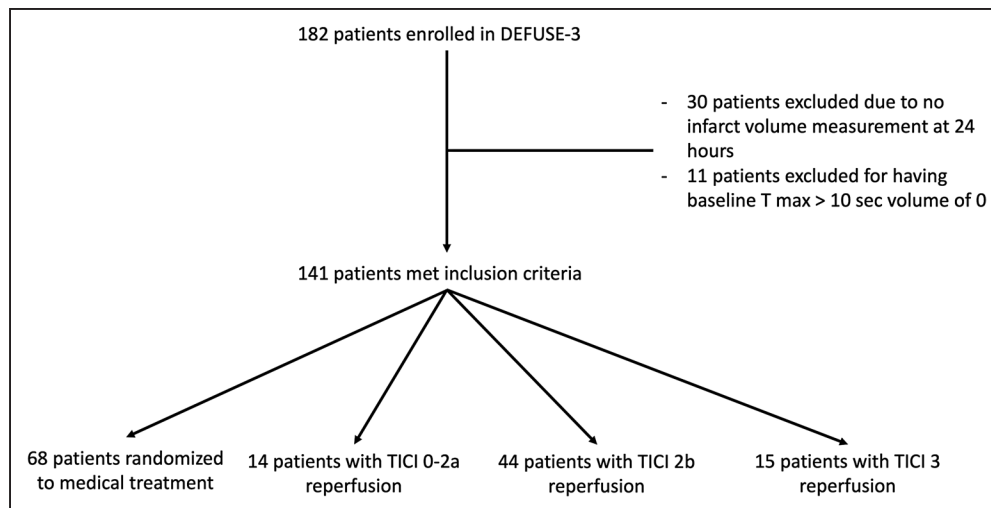 182 patients enrolled in DEFUSE-3
- 30 patients excluded due to no
infarct volume measurement at 24
hours
- 11 patients excluded for having
baseline T max > 10 sec volume of 0
141 patients met inclusion criteria
68 patients randomized
to medical treatment
14 patients with TICI 0-2a
reperfusion
44 patients with TICI 2b
reperfusion
15 patients with TICI 3
reperfusion